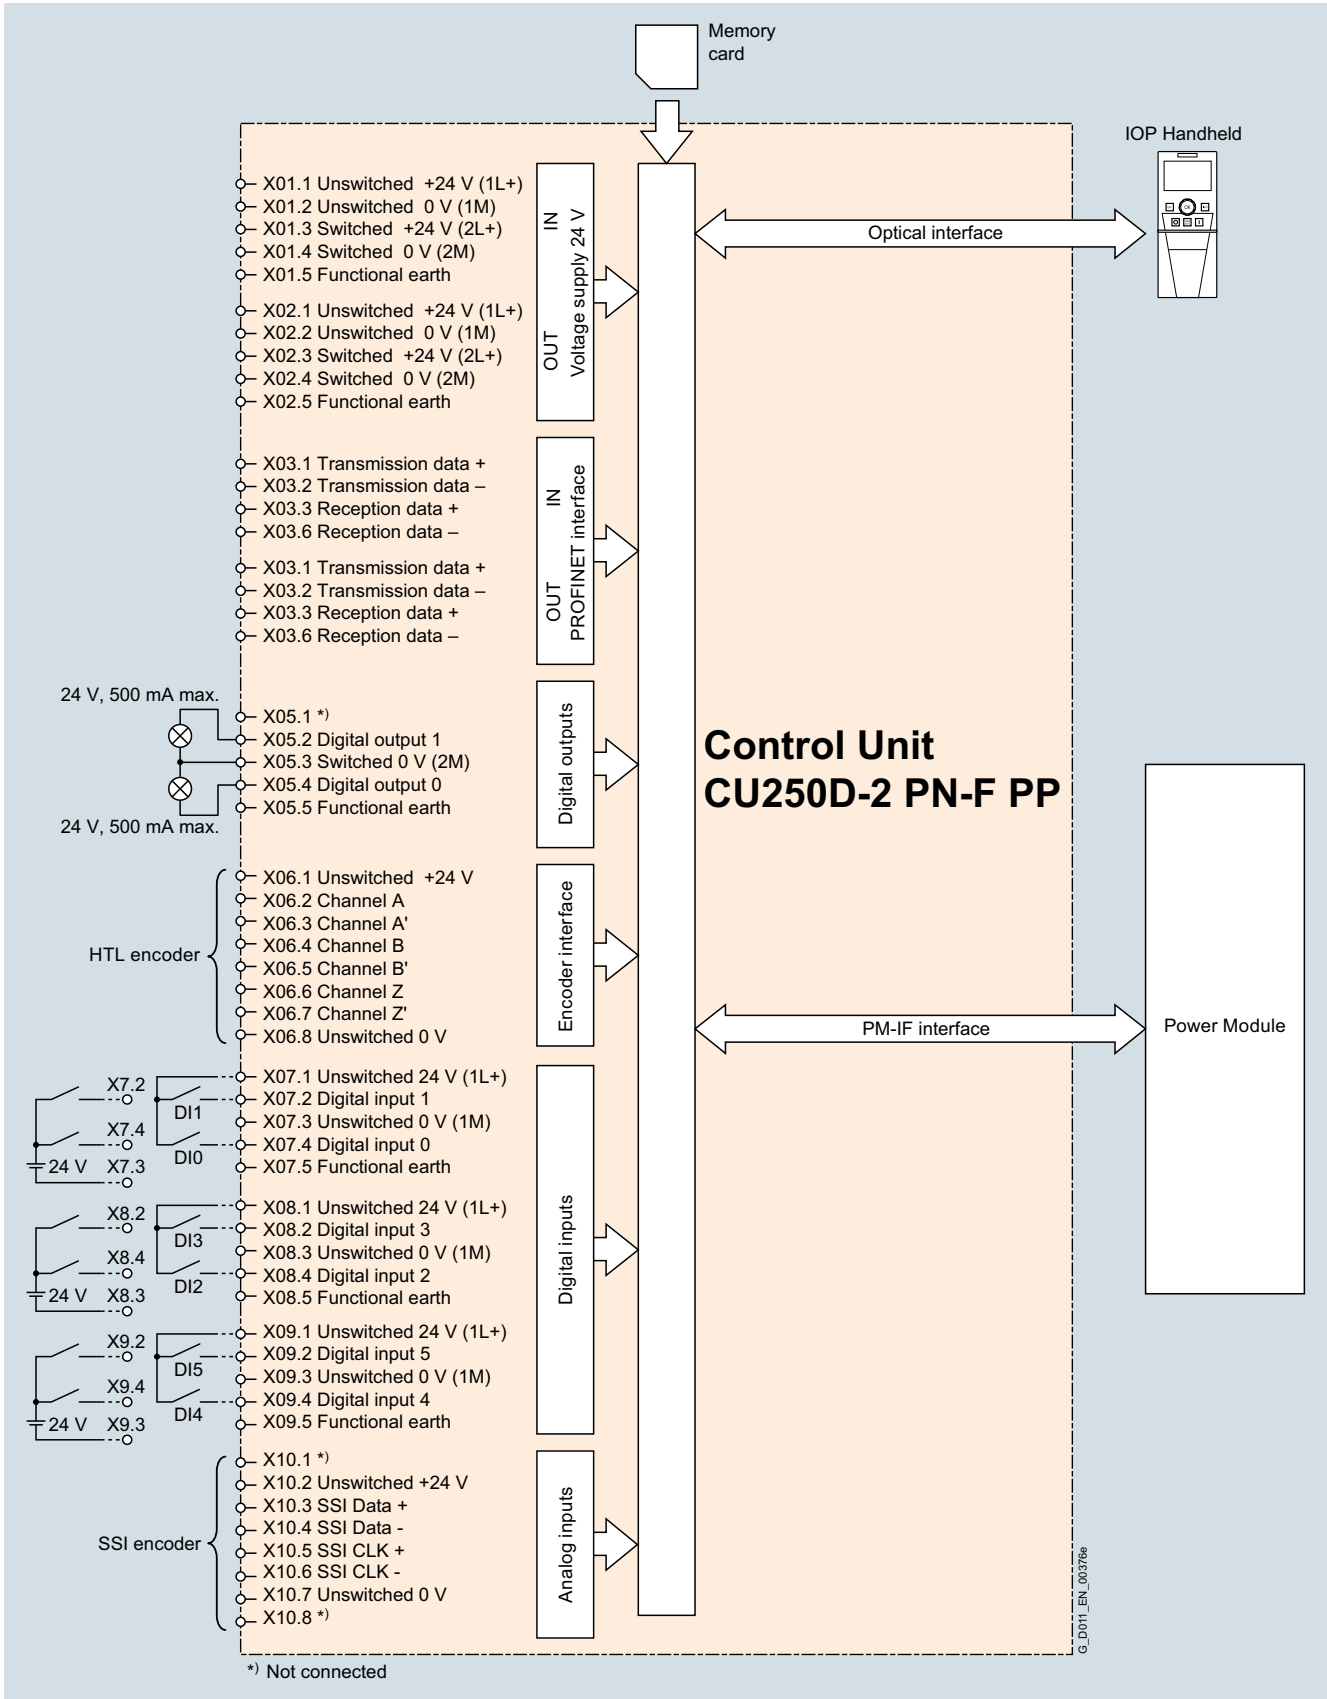 Memory
card
IOP Handheld
X01.1 Unswitched +24 V (1L+)
X01.2 Unswitched 0 V (1M)
X01.3 Switched +24 V (2L+)
X01.4 Switched 0 V (2M)
X01.5 Functional earth
X02.1 Unswitched +24 V (1L+)
X02.2 Unswitched 0 V (1M)
X02.3 Switched +24 V (2L+)
X02.4 Switched 0 V (2M)
X02.5 Functional earth
OUT IN
Voltage supply 24 V
Optical interface
X03.1 Transmission data +
X03.2 Transmission data –
X03.3 Reception data +
X03.6 Reception data –
X03.1 Transmission data +
X03.2 Transmission data –
X03.3 Reception data +
X03.6 Reception data –
OUT IN
PROFINET interface
24 V, 500 mA max.
X05.1 *)
X05.2 Digital output 1
X05.3 Switched 0 V (2M)
X05.4 Digital output 0
X05.5 Functional earth
24 V, 500 mA max.
Digital outputs
Control Unit
CU250D-2 PN-F PP
HTL encoder
X06.1 Unswitched +24 V
X06.2 Channel A
X06.3 Channel A'
X06.4 Channel B
X06.5 Channel B'
X06.6 Channel Z
X06.7 Channel Z'
X06.8 Unswitched 0 V
Encoder interface
PM-IF interface
Power Module
X7.2
X7.4
24 V X7.3
DI1
DI0
X07.1 Unswitched 24 V (1L+)
X07.2 Digital input 1
X07.3 Unswitched 0 V (1M)
X07.4 Digital input 0
X07.5 Functional earth
X8.2
X8.4
24 V X8.3
DI3
DI2
X08.1 Unswitched 24 V (1L+)
X08.2 Digital input 3
X08.3 Unswitched 0 V (1M)
X08.4 Digital input 2
X08.5 Functional earth
X9.2
X9.4
24 V X9.3
DI5
DI4
X09.1 Unswitched 24 V (1L+)
X09.2 Digital input 5
X09.3 Unswitched 0 V (1M)
X09.4 Digital input 4
X09.5 Functional earth
Digital inputs
SSI encoder
X10.1 *)
X10.2 Unswitched +24 V
X10.3 SSI Data +
X10.4 SSI Data -
X10.5 SSI CLK +
X10.6 SSI CLK -
X10.7 Unswitched 0 V
X10.8 *)
Analog inputs
G_D011_EN_00376e
*) Not connected